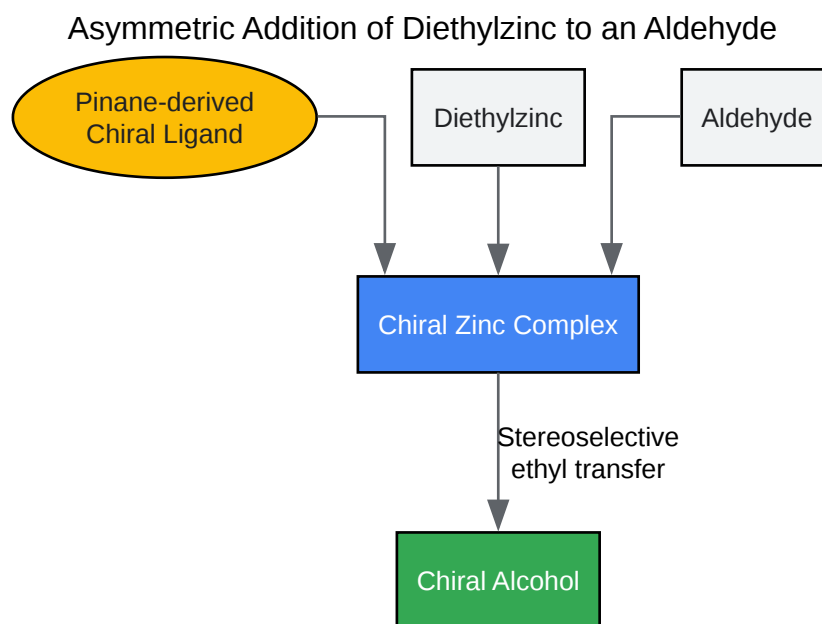 Asymmetric Addition of Diethylzinc to an Aldehyde
Pinane-derived
Chiral Ligand
Diethylzinc
Aldehyde
Chiral Zinc Complex
Stereoselective
ethyl transfer
Chiral Alcohol